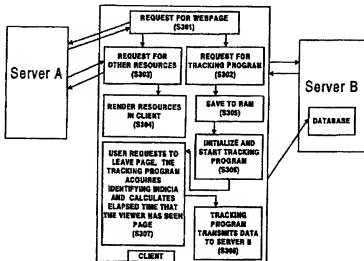 REQUEST FOR WEBPAGE
(S301)
Server A
REQUEST FOR
OTHER RESOURCES
(S303)
REQUEST FOR
TRACKING PROGRAM
(S302)
Server B
DATABASE
RENDER RESOURCES
IN CLIENT
(S304)
SAVE TO RAM
(S305)
INITIALIZE AND
START TRACKING
PROGRAM
(S306)
USER REQUESTS TO
LEAVE PAGE, THE
TRACKING PROGRAM
ACQUIRES
IDENTIFYING INDICIA
AND CALCULATES
ELAPSED TIME THAT
THE VIEWER HAS SEEN
PAGE
(S307)
TRACKING
PROGRAM
TRANSMITS DATA
TO SERVER B
(S308)
CLIENT